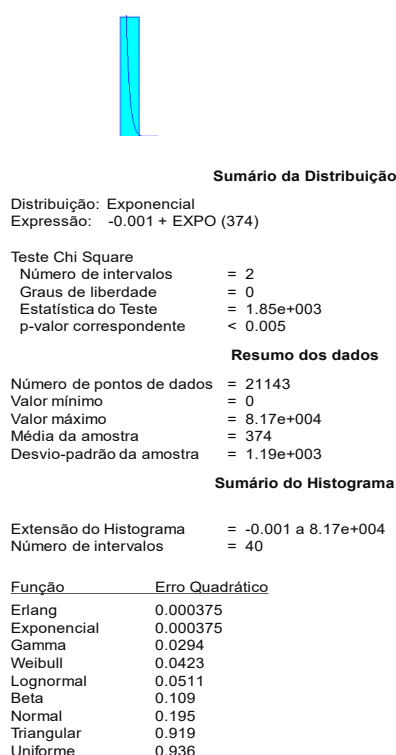 Sumário da Distribuição
Distribuição: Exponencial
Expressão: -0.001 + EXPO (374)
Teste Chi Square
Número de intervalos = 2
Graus de liberdade = 0
Estatística do Teste = 1.85e+003
p-valor correspondente < 0.005
Resumo dos dados
Número de pontos de dados = 21143
Valor mínimo = 0
Valor máximo = 8.17e+004
Média da amostra = 374
Desvio-padrão da amostra = 1.19e+003
Sumário do Histograma
Extensão do Histograma = -0.001 a 8.17e+004
Número de intervalos = 40
Função Erro Quadrático
Erlang 0.000375
Exponencial 0.000375
Gamma 0.0294
Weibull 0.0423
Lognormal 0.0511
Beta 0.109
Normal 0.195
Triangular 0.919
Uniforme 0.936